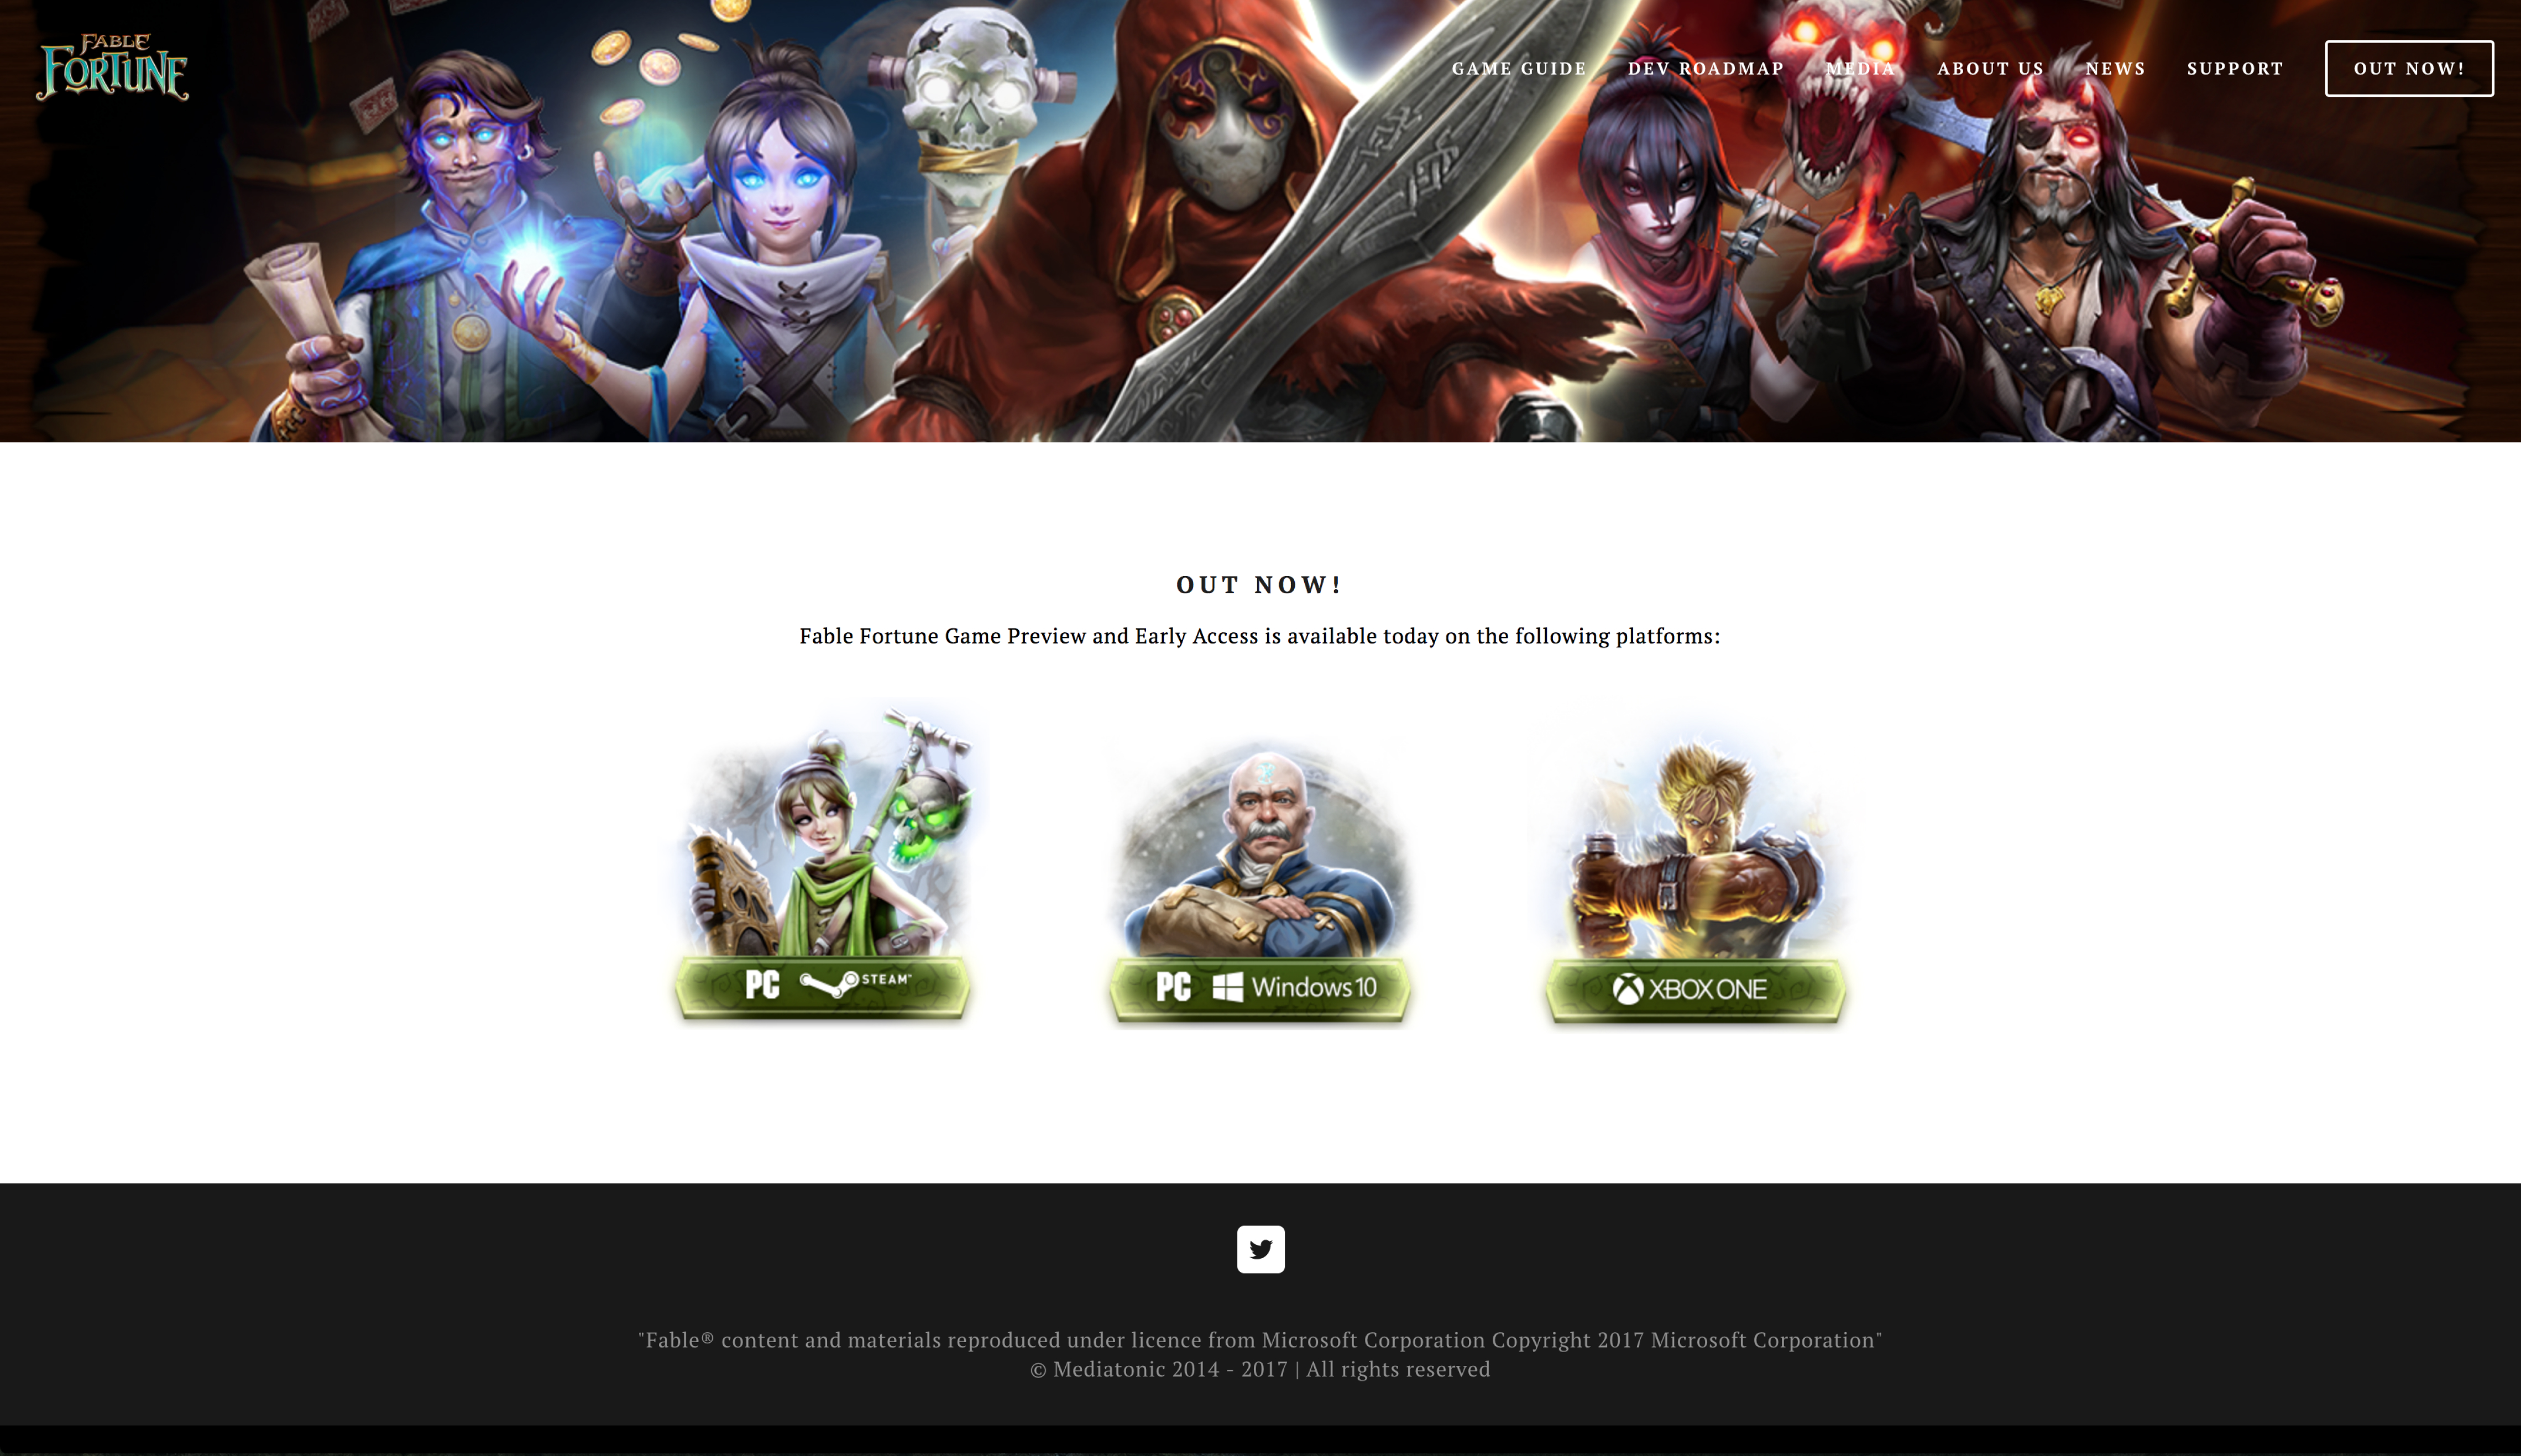 FABLE
FORTUNE
GAME GUIDE DEV ROADMAP MEDIA ABOUT US NEWS SUPPORT OUT NOW!
OUT NOW!
Fable Fortune Game Preview and Early Access is available today on the following platforms:
PC STEAM™
PC Windows 10
XBOX ONE
"Fable® content and materials reproduced under licence from Microsoft Corporation Copyright 2017 Microsoft Corporation"
© Mediatonic 2014 - 2017 | All rights reserved